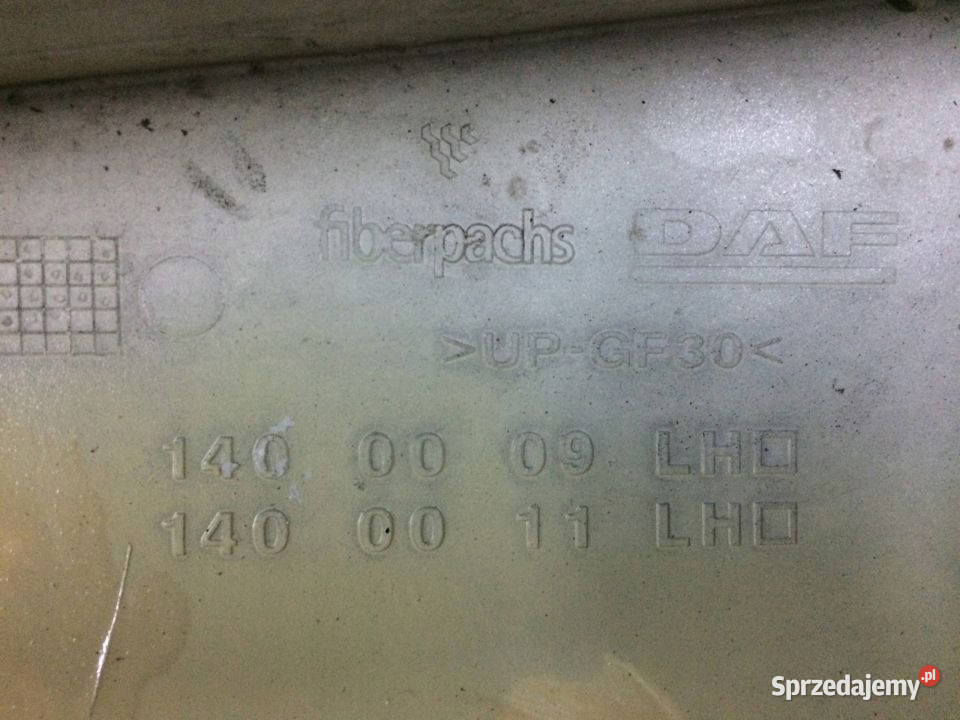 fiberpachs DAF
>UP-GF30<
140 00 09 LH
140 00 11 LH
Sprzedajemy.pl